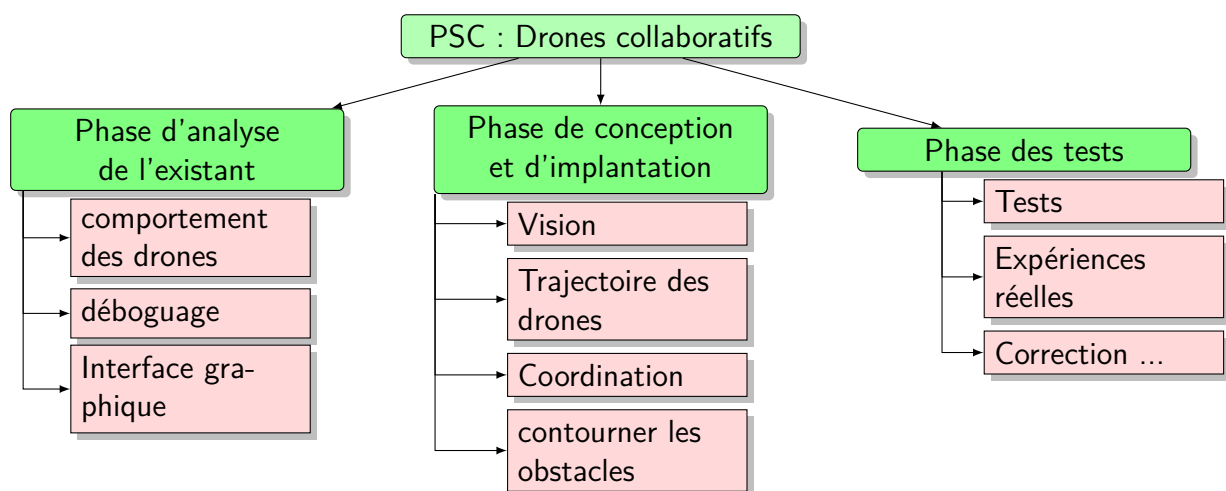 PSC : Drones collaboratifs
Phase d'analyse
de l'existant
comportement
des drones
déboguage
Interface gra-
phique
Phase de conception
et d'implantation
Vision
Trajectoire des
drones
Coordination
contourner les
obstacles
Phase des tests
Tests
Expériences
réelles
Correction ...